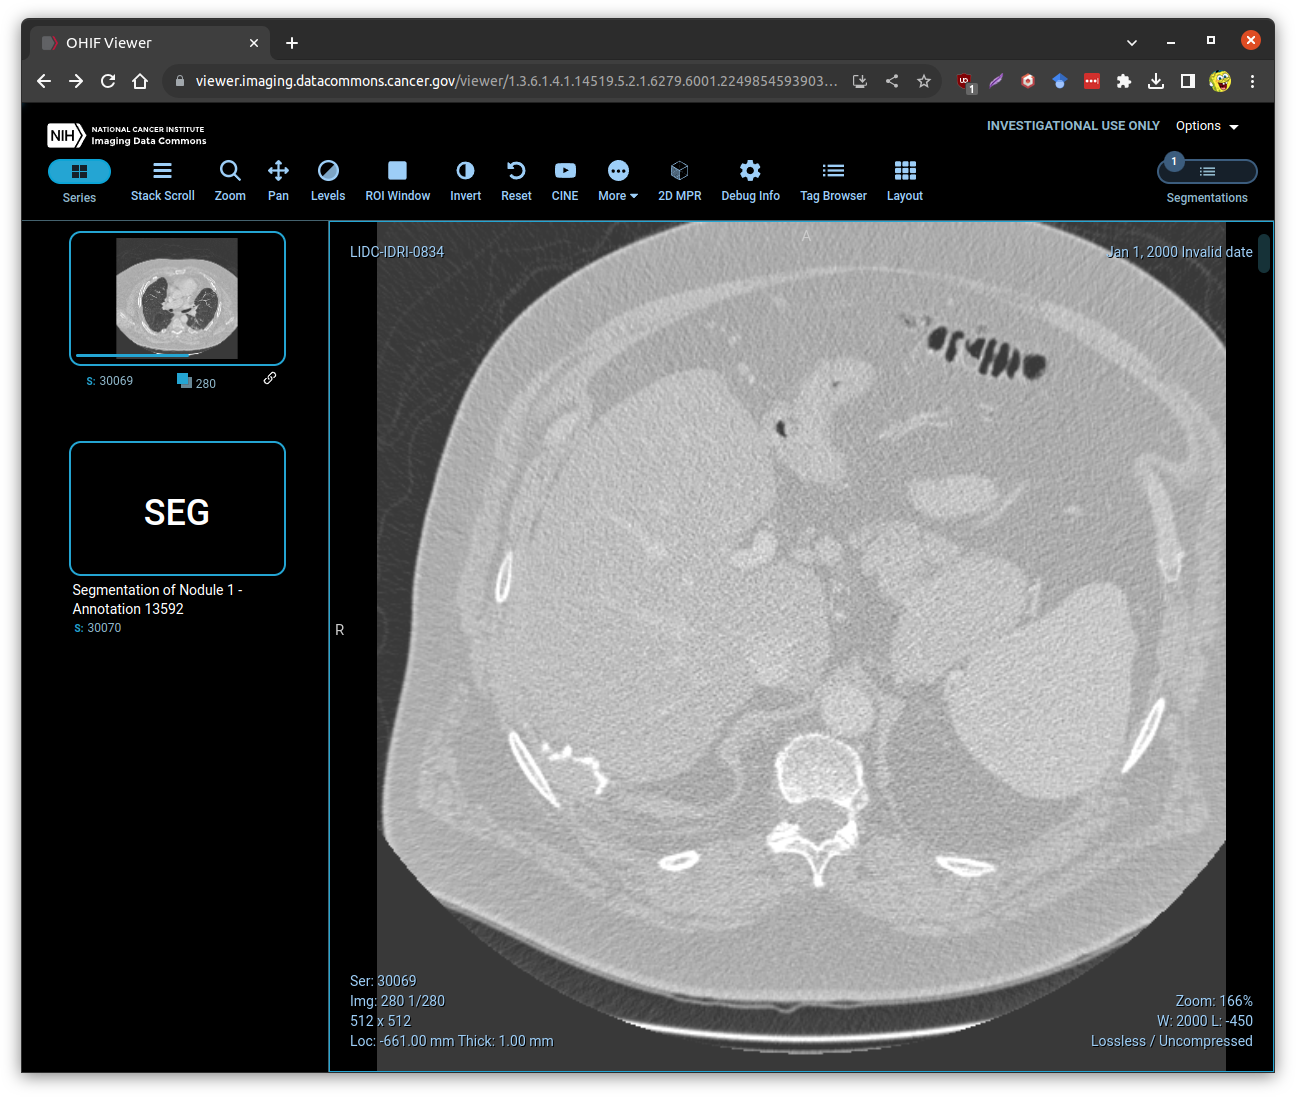 OHIF Viewer
viewer.imaging.datacommons.cancer.gov/viewer/1.3.6.1.4.1.14519.5.2.1.6279.6001.2249854593903...
1
NIH NATIONAL CANCER INSTITUTE
Imaging Data Commons
INVESTIGATIONAL USE ONLY Options
Series Stack Scroll Zoom Pan Levels ROI Window Invert Reset CINE More 2D MPR Debug Info Tag Browser Layout
1
Segmentations
S: 30069 280
SEG
Segmentation of Nodule 1 -
Annotation 13592
S: 30070
A
LIDC-IDRI-0834 Jan 1, 2000 Invalid date
R
Ser: 30069
Img: 280 1/280
512 x 512
Loc: -661.00 mm Thick: 1.00 mm
Zoom: 166%
W: 2000 L: -450
Lossless / Uncompressed